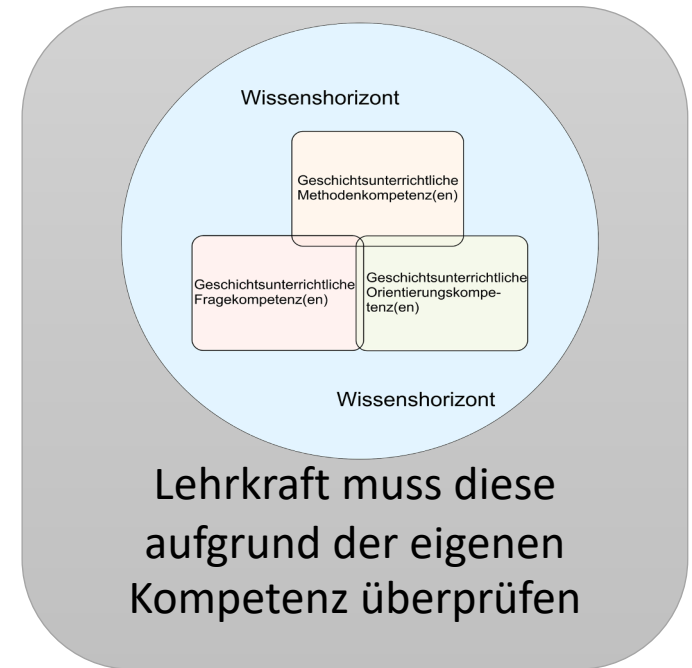 Wissenshorizont
Geschichtsunterrichtliche
Methodenkompetenz(en)
Geschichtsunterrichtliche
Fragekompetenz(en)
Geschichtsunterrichtliche
Orientierungskompe-
tenz(en)
Wissenshorizont
Lehrkraft muss diese
aufgrund der eigenen
Kompetenz überprüfen